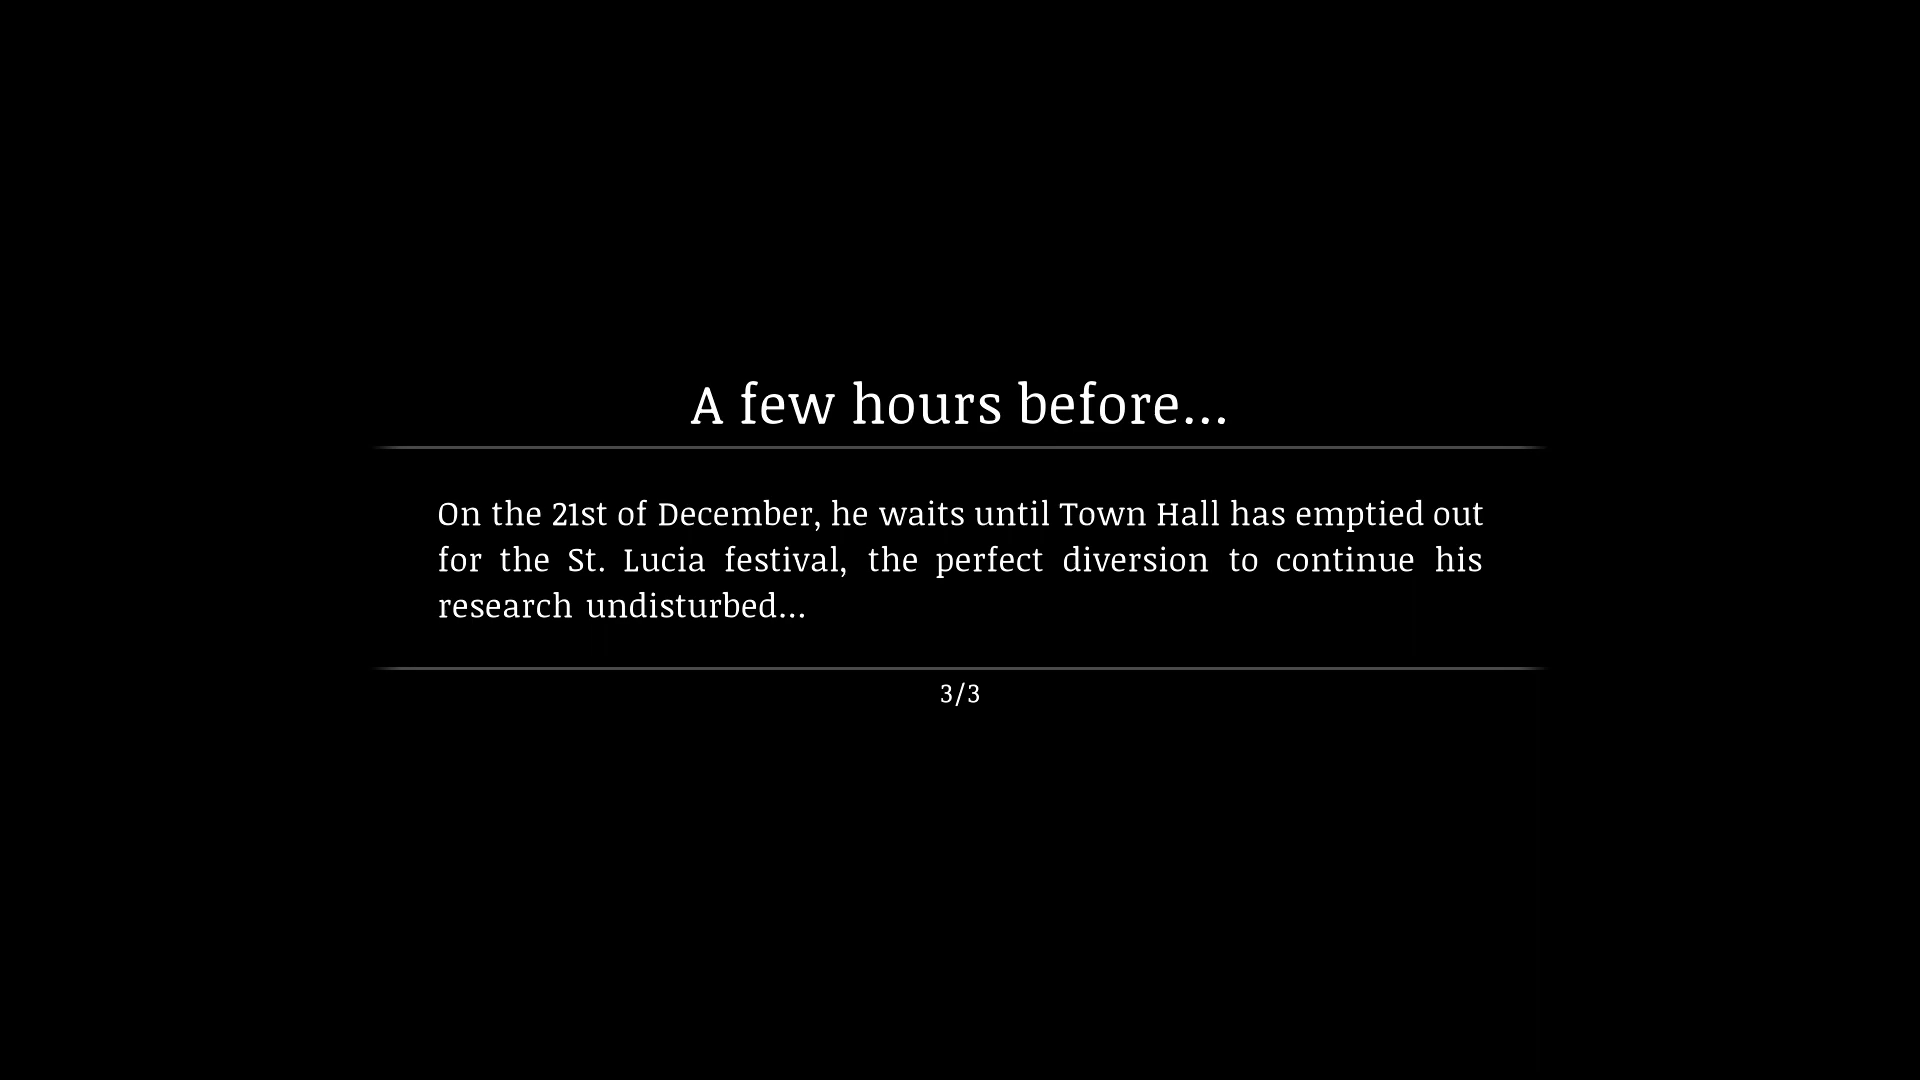 A few hours before...
On the 21st of December, he waits until Town Hall has emptied out
for the St. Lucia festival, the perfect diversion to continue his
research undisturbed...
3/3